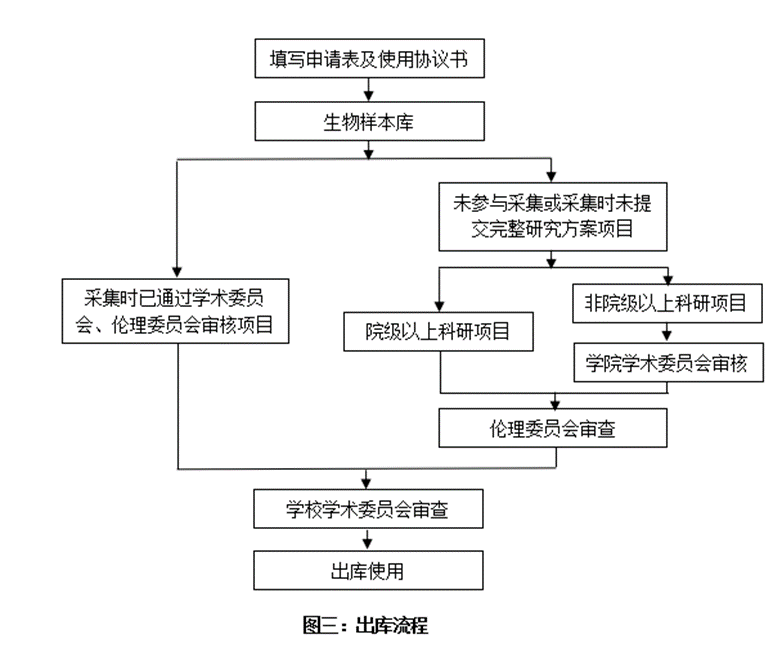 填写申请表及使用协议书
生物样本库
未参与采集或采集时未提
交完整研究方案项目
采集时已通过学术委员
会、伦理委员会审核项目
院级以上科研项目
非院级以上科研项目
学院学术委员会审核
伦理委员会审查
学校学术委员会审查
出库使用
图三：出库流程